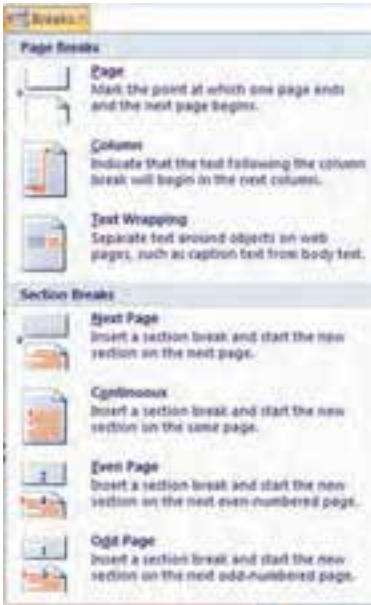 Breaks
Page Breaks
Page
Mark the point at which one page ends
and the next page begins.
Column
Indicate that the text following the column
break will begin in the next column.
Text Wrapping
Separate text around objects on web
pages, such as caption text from body text.
Section Breaks
Next Page
Insert a section break and start the new
section on the next page.
Continuous
Insert a section break and start the new
section on the same page.
Even Page
Insert a section break and start the new
section on the next even-numbered page.
Odd Page
Insert a section break and start the new
section on the next odd-numbered page.